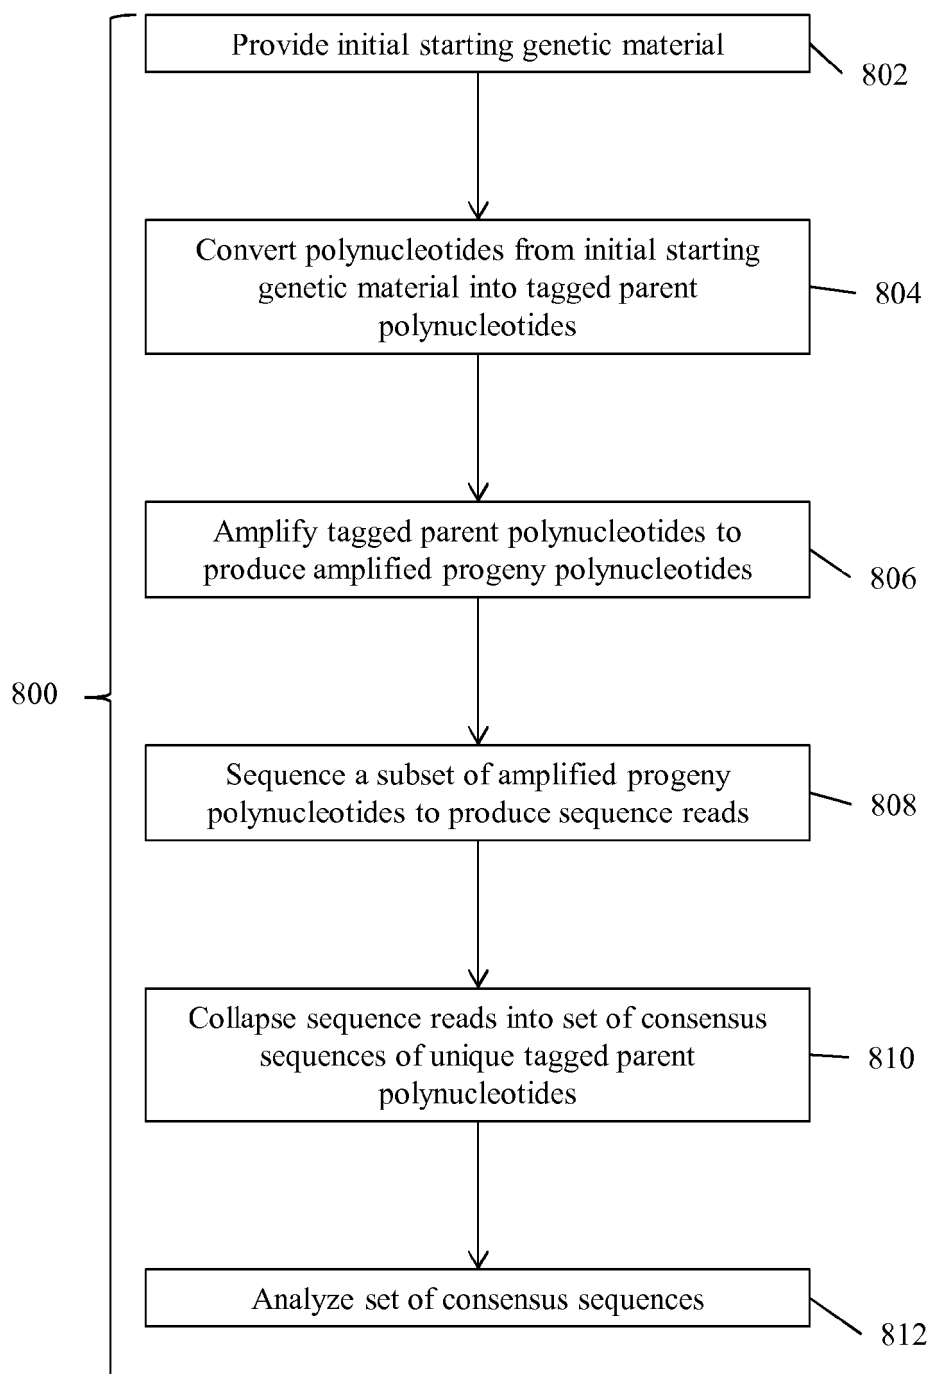 Provide initial starting genetic material
802
Convert polynucleotides from initial starting
genetic material into tagged parent
polynucleotides
804
Amplify tagged parent polynucleotides to
produce amplified progeny polynucleotides
806
800
Sequence a subset of amplified progeny
polynucleotides to produce sequence reads
808
Collapse sequence reads into set of consensus
sequences of unique tagged parent
polynucleotides
810
Analyze set of consensus sequences
812